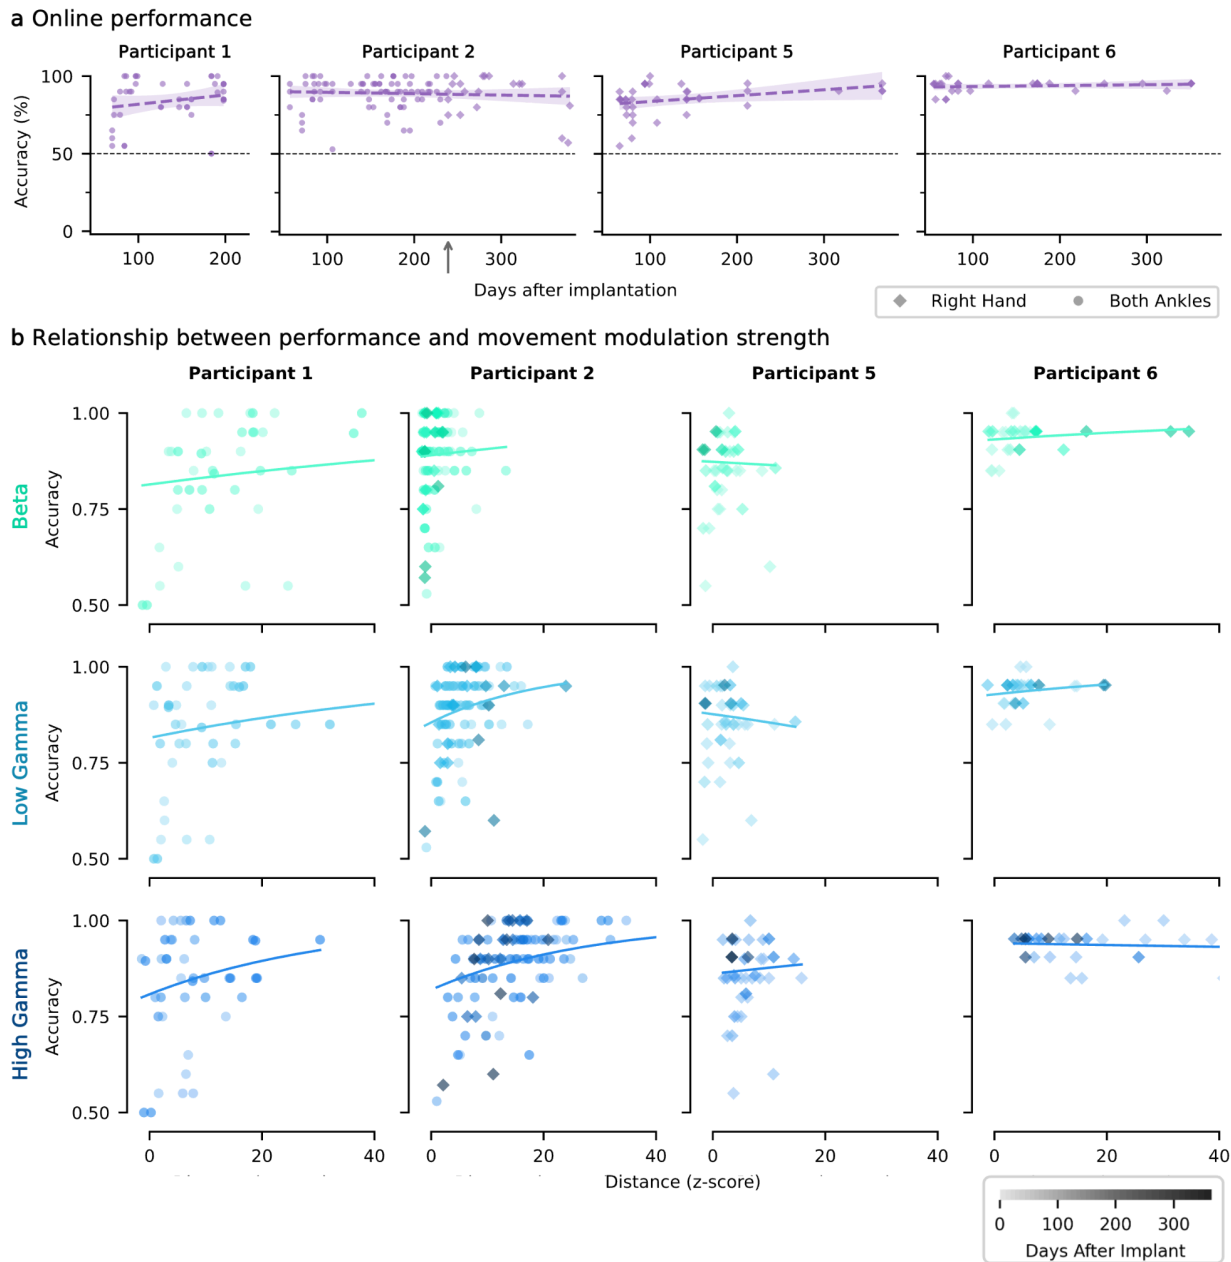 a Online performance
Participant 1 Participant 2 Participant 5 Participant 6
100
50
0
Accuracy (%)
100 200 100 200 300 100 200 300 100 200 300
Days after implantation
Right Hand Both Ankles
b Relationship between performance and movement modulation strength
Participant 1 Participant 2 Participant 5 Participant 6
1.00
0.75
0.50
Beta
Accuracy
1.00
0.75
0.50
Low Gamma
Accuracy
1.00
0.75
0.50
High Gamma
Accuracy
0 20 40 0 20 40 0 20 40 0 20 40
Distance (z-score)
0 100 200 300
Days After Implant